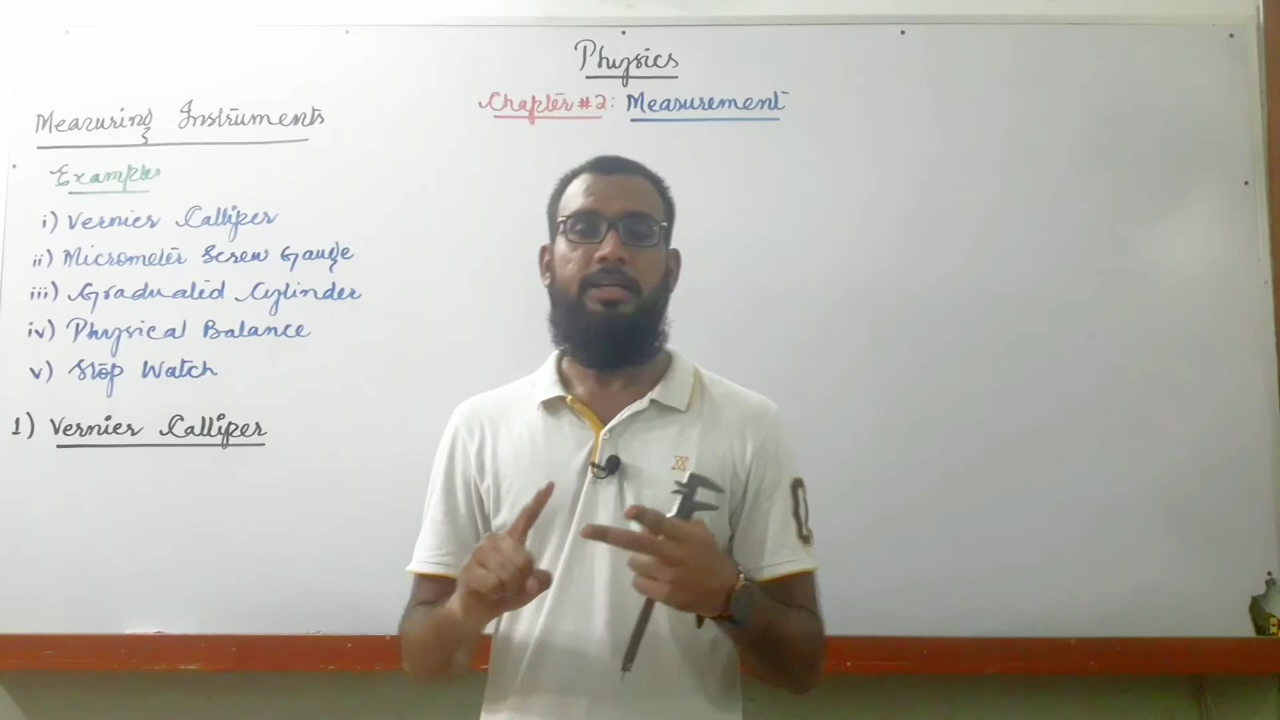 Physics
Chapter #2: Measurement
Measuring Instruments
Examples
i) Vernier Calliper
ii) Micrometer Screw Gauge
iii) Graduated Cylinder
iv) Physical Balance
v) Stop Watch
1) Vernier Calliper